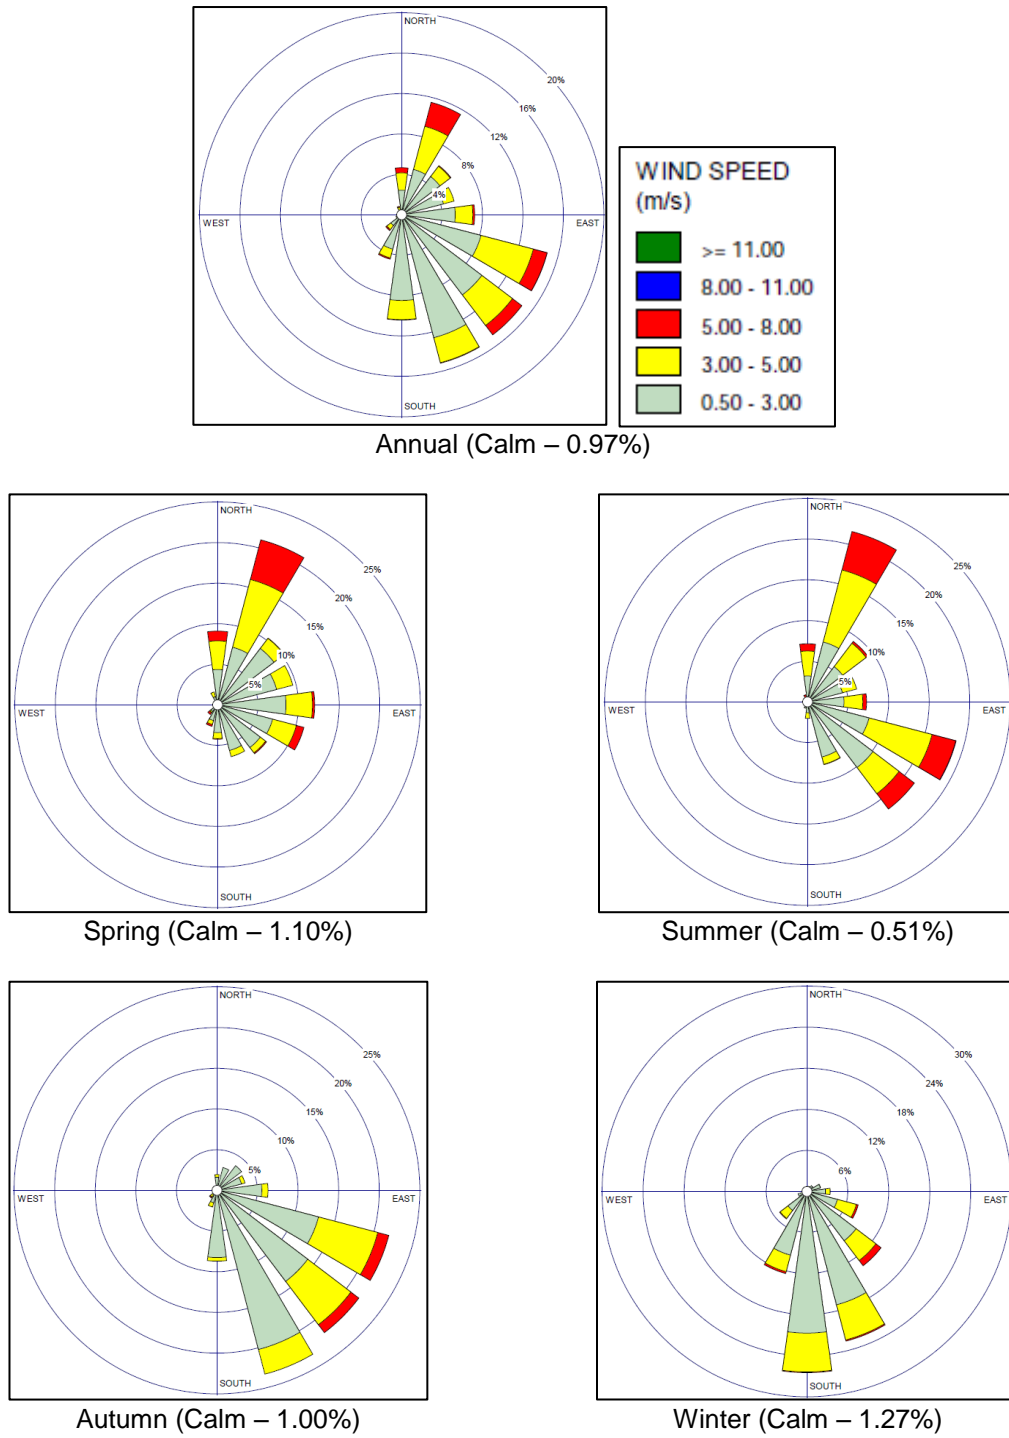 NORTH
20%
16%
12%
8%
4%
WEST
EAST
SOUTH
WIND SPEED
(m/s)
>= 11.00
8.00 - 11.00
5.00 - 8.00
3.00 - 5.00
0.50 - 3.00
Annual (Calm – 0.97%)
NORTH
25%
20%
15%
10%
5%
WEST
EAST
SOUTH
Spring (Calm – 1.10%)
NORTH
25%
20%
15%
10%
5%
WEST
EAST
SOUTH
Summer (Calm – 0.51%)
NORTH
25%
20%
15%
10%
5%
WEST
EAST
SOUTH
Autumn (Calm – 1.00%)
NORTH
30%
24%
18%
12%
6%
WEST
EAST
SOUTH
Winter (Calm – 1.27%)